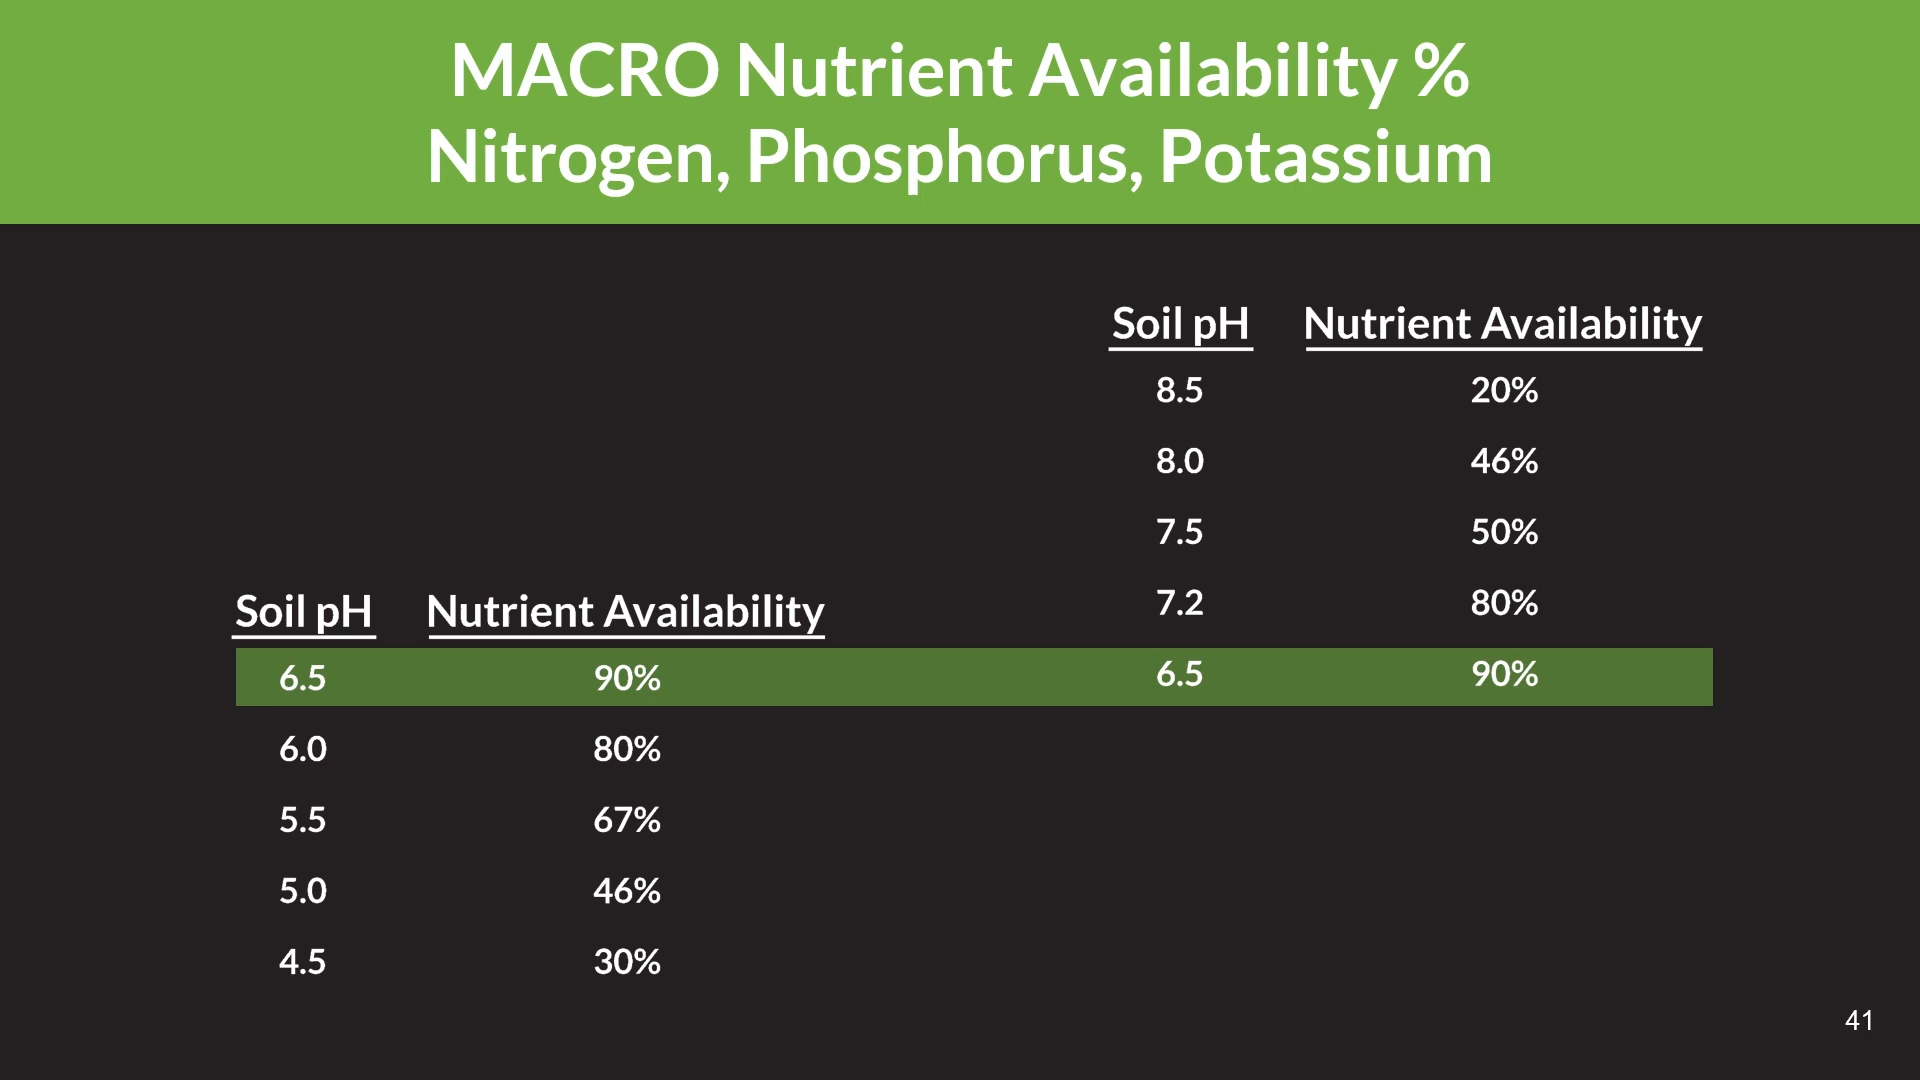 MACRO Nutrient Availability %
Nitrogen, Phosphorus, Potassium
Soil pH Nutrient Availability
6.5 90%
6.0 80%
5.5 67%
5.0 46%
4.5 30%
Soil pH Nutrient Availability
8.5 20%
8.0 46%
7.5 50%
7.2 80%
6.5 90%
41